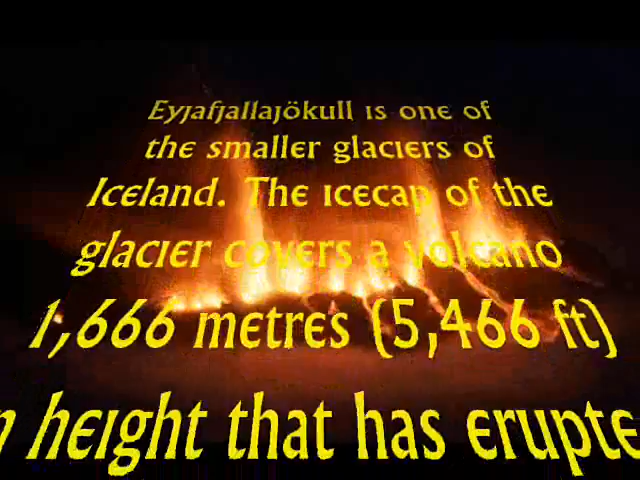 Eyjafjallajökull is one of
the smaller glaciers of
Iceland. The icecap of the
glacier covers a volcano
1,666 metres (5,466 ft)
height that has